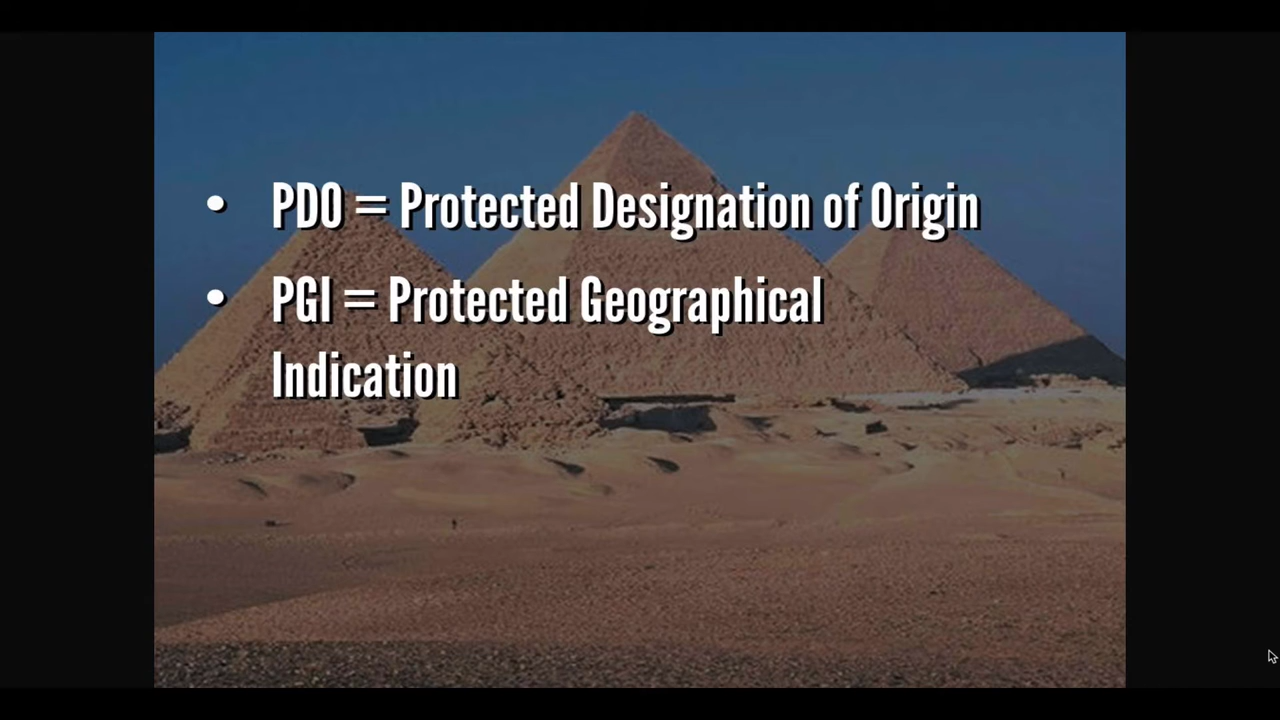 • PDO = Protected Designation of Origin
• PGI = Protected Geographical
Indication